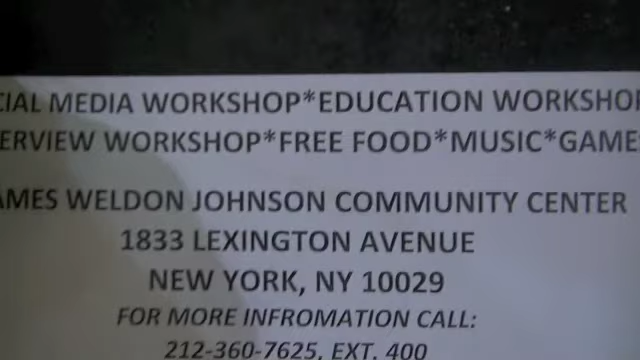 CIAL MEDIA WORKSHOP*EDUCATION WORKSHOP
ERVIEW WORKSHOP*FREE FOOD*MUSIC*GAME
AMES WELDON JOHNSON COMMUNITY CENTER
1833 LEXINGTON AVENUE
NEW YORK, NY 10029
FOR MORE INFROMATION CALL:
212-360-7625, EXT. 400